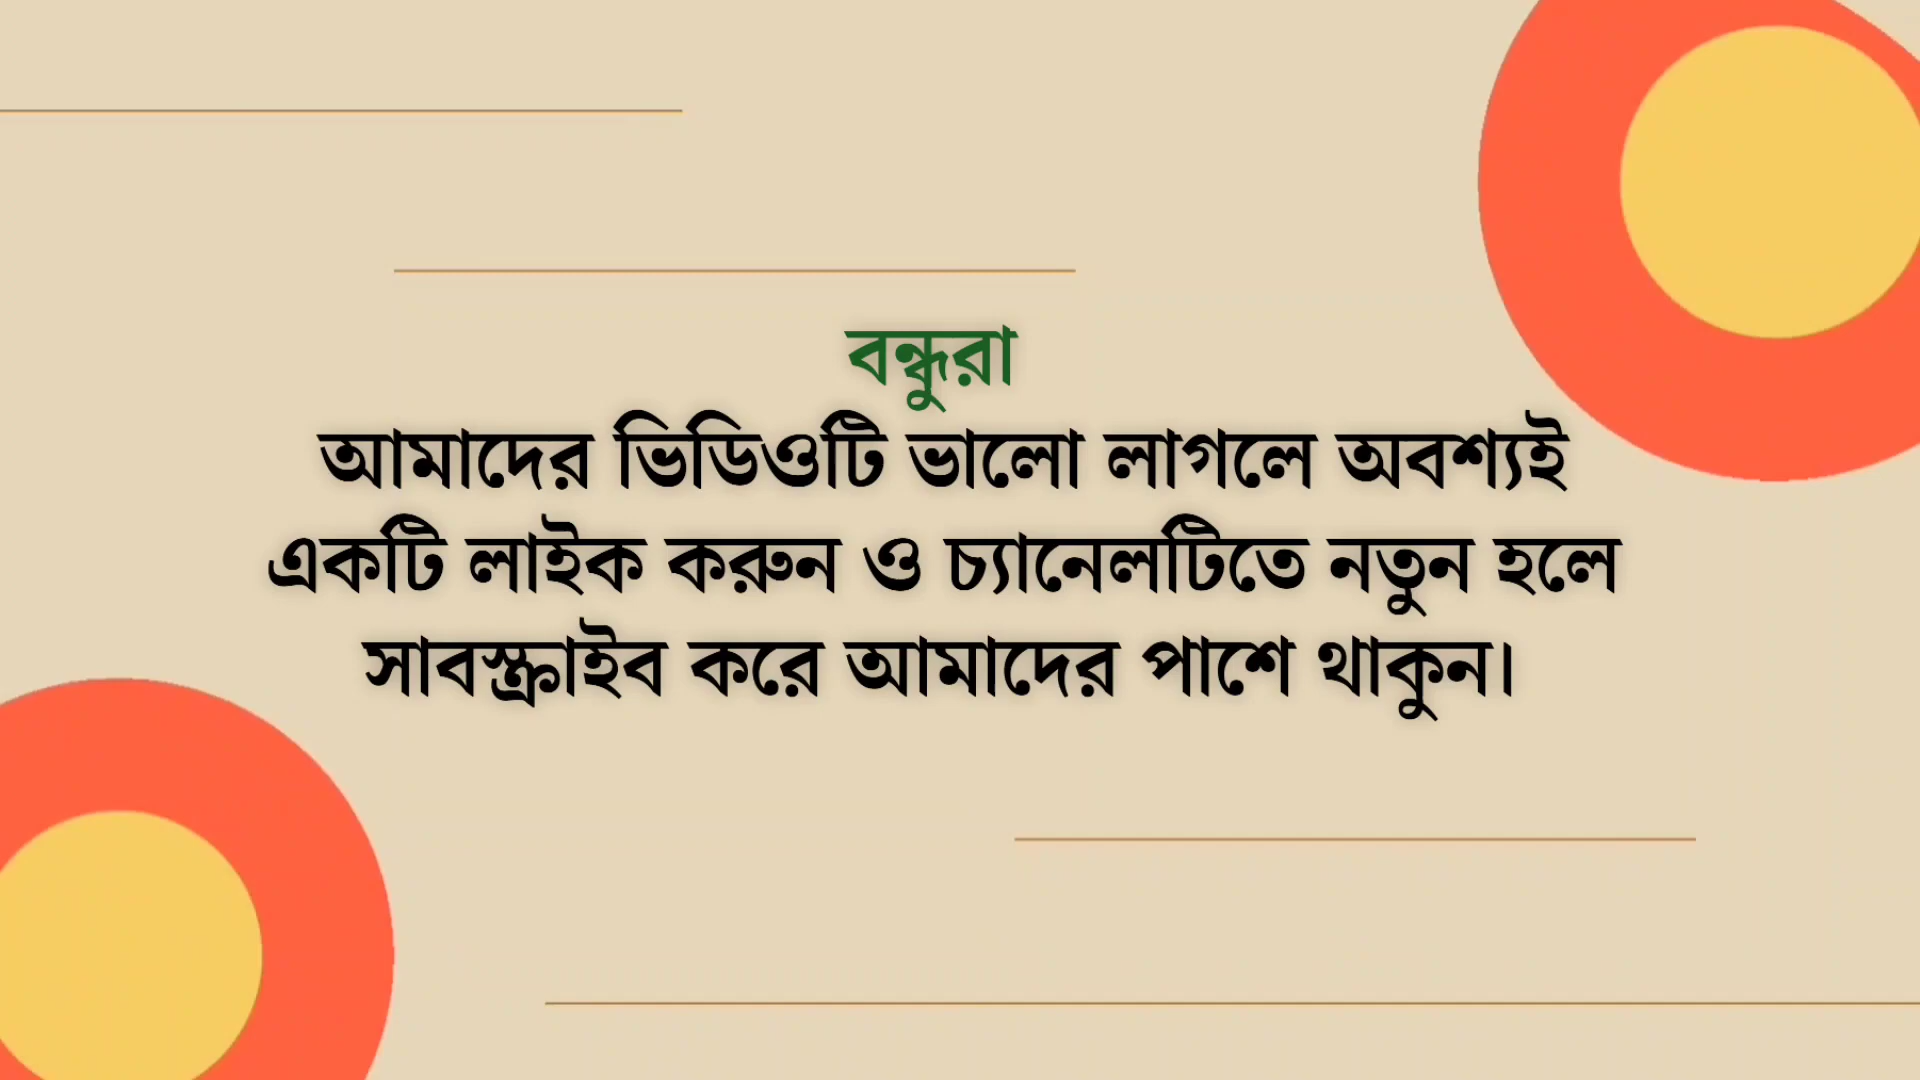 বন্ধুরা
আমাদের ভিডিওটি ভালো লাগলে অবশ্যই
একটি লাইক করুন ও চ্যানেলটিতে নতুন হলে
সাবস্ক্রাইব করে আমাদের পাশে থাকুন।